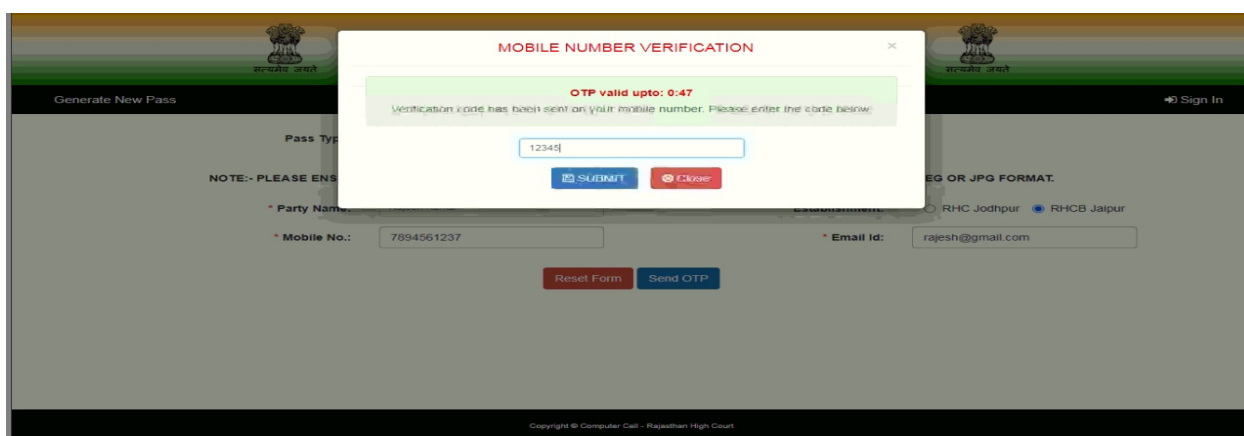 MOBILE NUMBER VERIFICATION ×
सत्यमेव जयते सत्यमेव जयते
OTP valid upto: 0:47
Generate New Pass Sign In
Verification code has been sent on your mobile number. Please enter the code below
Pass Typ
12345
NOTE:- PLEASE ENS EG OR JPG FORMAT.
SUBMIT Close
* Party Name: Establishment: RHC Jodhpur RHCB Jaipur
* Mobile No.: 7894561237 * Email Id: rajesh@gmail.com
Reset Form Send OTP
Copyright © Computer Cell - Rajasthan High Court